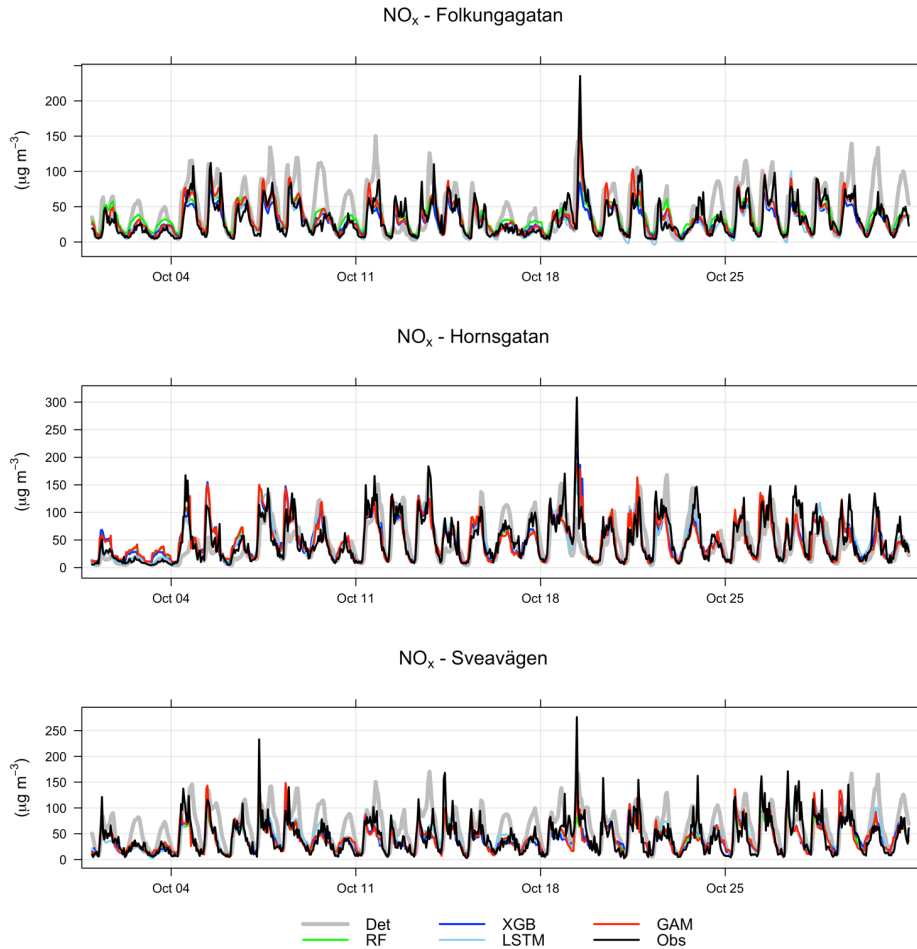 NOx - Folkungagatan
(µg m−3)
200
150
100
50
0
Oct 04 Oct 11 Oct 18 Oct 25
NOx - Hornsgatan
(µg m−3)
300
250
200
150
100
50
0
Oct 04 Oct 11 Oct 18 Oct 25
NOx - Sveavägen
(µg m−3)
250
200
150
100
50
0
Oct 04 Oct 11 Oct 18 Oct 25
Det XGB GAM
RF LSTM Obs